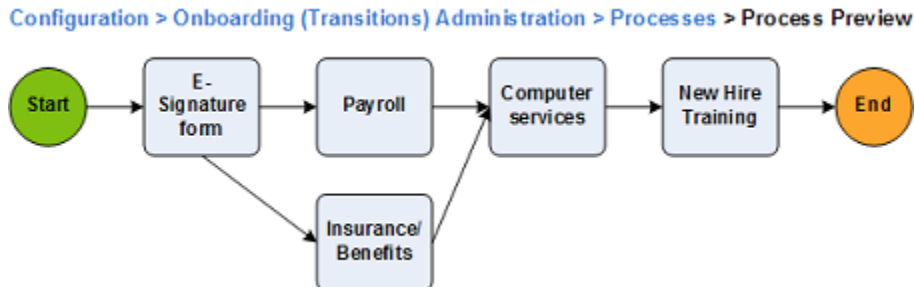 Configuration > Onboarding (Transitions) Administration > Processes > Process Preview
Start
E-
Signature
form
Payroll
Computer
services
New Hire
Training
End
Insurance/
Benefits